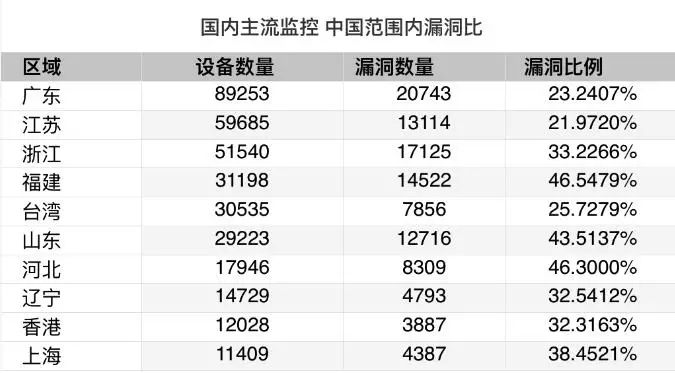 国内主流监控 中国范围内漏洞比
区域 设备数量 漏洞数量 漏洞比例
广东 89253 20743 23.2407%
江苏 59685 13114 21.9720%
浙江 51540 17125 33.2266%
福建 31198 14522 46.5479%
台湾 30535 7856 25.7279%
山东 29223 12716 43.5137%
河北 17946 8309 46.3000%
辽宁 14729 4793 32.5412%
香港 12028 3887 32.3163%
上海 11409 4387 38.4521%